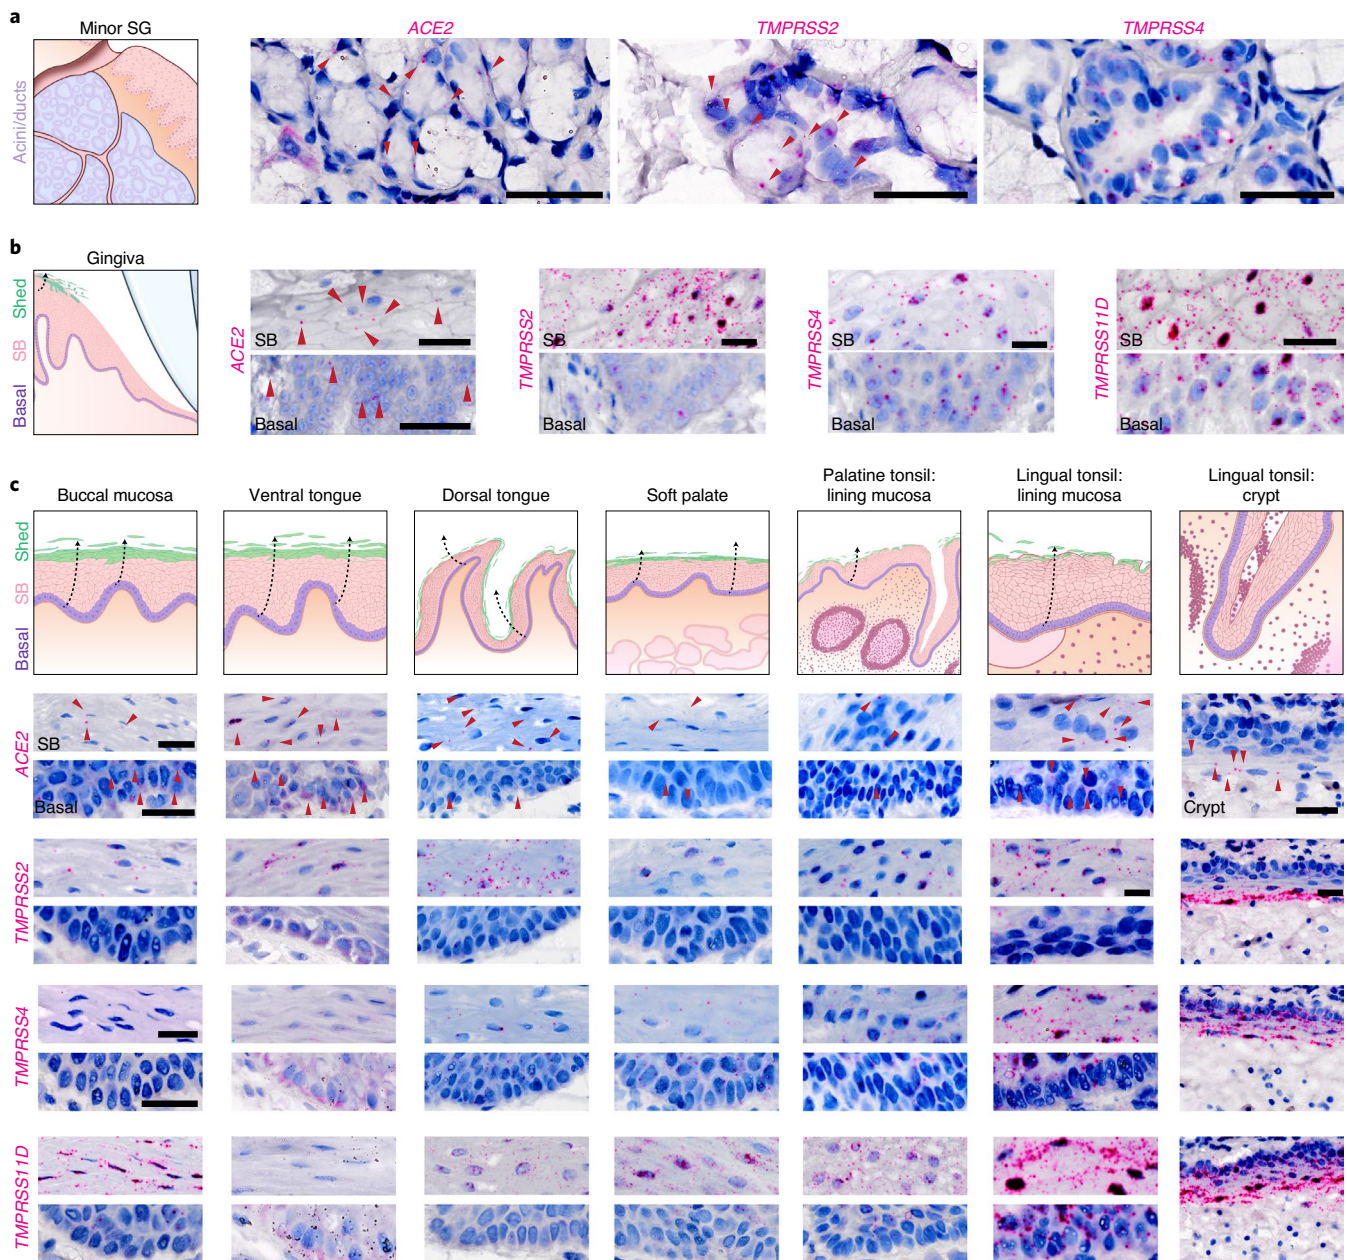 a
Minor SG
ACE2
TMPRSS2
TMPRSS4
Acini/ducts
b
Gingiva
Shed
SB
Basal
ACE2
SB
Basal
TMPRSS2
SB
Basal
TMPRSS4
SB
Basal
TMPRSS11D
SB
Basal
c
Buccal mucosa
Ventral tongue
Dorsal tongue
Soft palate
Palatine tonsil:
lining mucosa
Lingual tonsil:
lining mucosa
Lingual tonsil:
crypt
Shed
SB
Basal
ACE2
SB
Basal
Crypt
TMPRSS2
TMPRSS4
TMPRSS11D